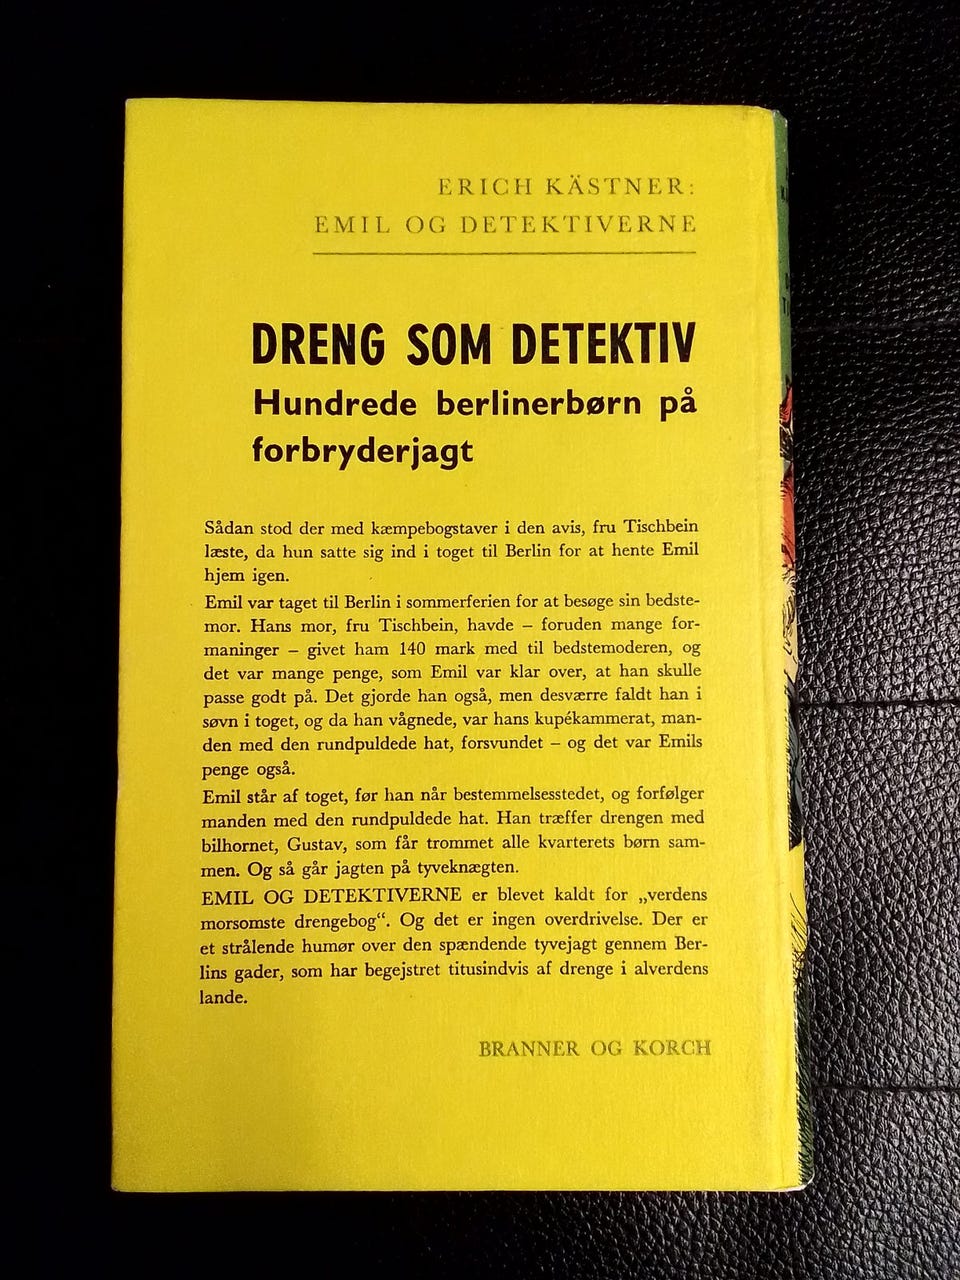 ERICH KÄSTNER:
EMIL OG DETEKTIVERNE
DRENG SOM DETEKTIV
Hundrede berlinerbørn på
forbryderjagt
Sådan stod der med kæmpebogstaver i den avis, fru Tischbein
læste, da hun satte sig ind i toget til Berlin for at hente Emil
hjem igen.
Emil var taget til Berlin i sommerferien for at besøge sin bedste-
mor. Hans mor, fru Tischbein, havde – foruden mange for-
maninger – givet ham 140 mark med til bedstemoderen, og
det var mange penge, som Emil var klar over, at han skulle
passe godt på. Det gjorde han også, men desværre faldt han i
søvn i toget, og da han vågnede, var hans kupékammerat, man-
den med den rundpuldede hat, forsvundet – og det var Emils
penge også.
Emil står af toget, før han når bestemmelsesstedet, og forfølger
manden med den rundpuldede hat. Han træffer drengen med
bilhornet, Gustav, som får trommet alle kvarterets børn sam-
men. Og så går jagten på tyveknægten.
EMIL OG DETEKTIVERNE er blevet kaldt for „verdens
morsomste drengebog“. Og det er ingen overdrivelse. Der er
et strålende humør over den spændende tyvejagt gennem Ber-
lins gader, som har begejstret titusindvis af drenge i alverdens
lande.
BRANNER OG KORCH